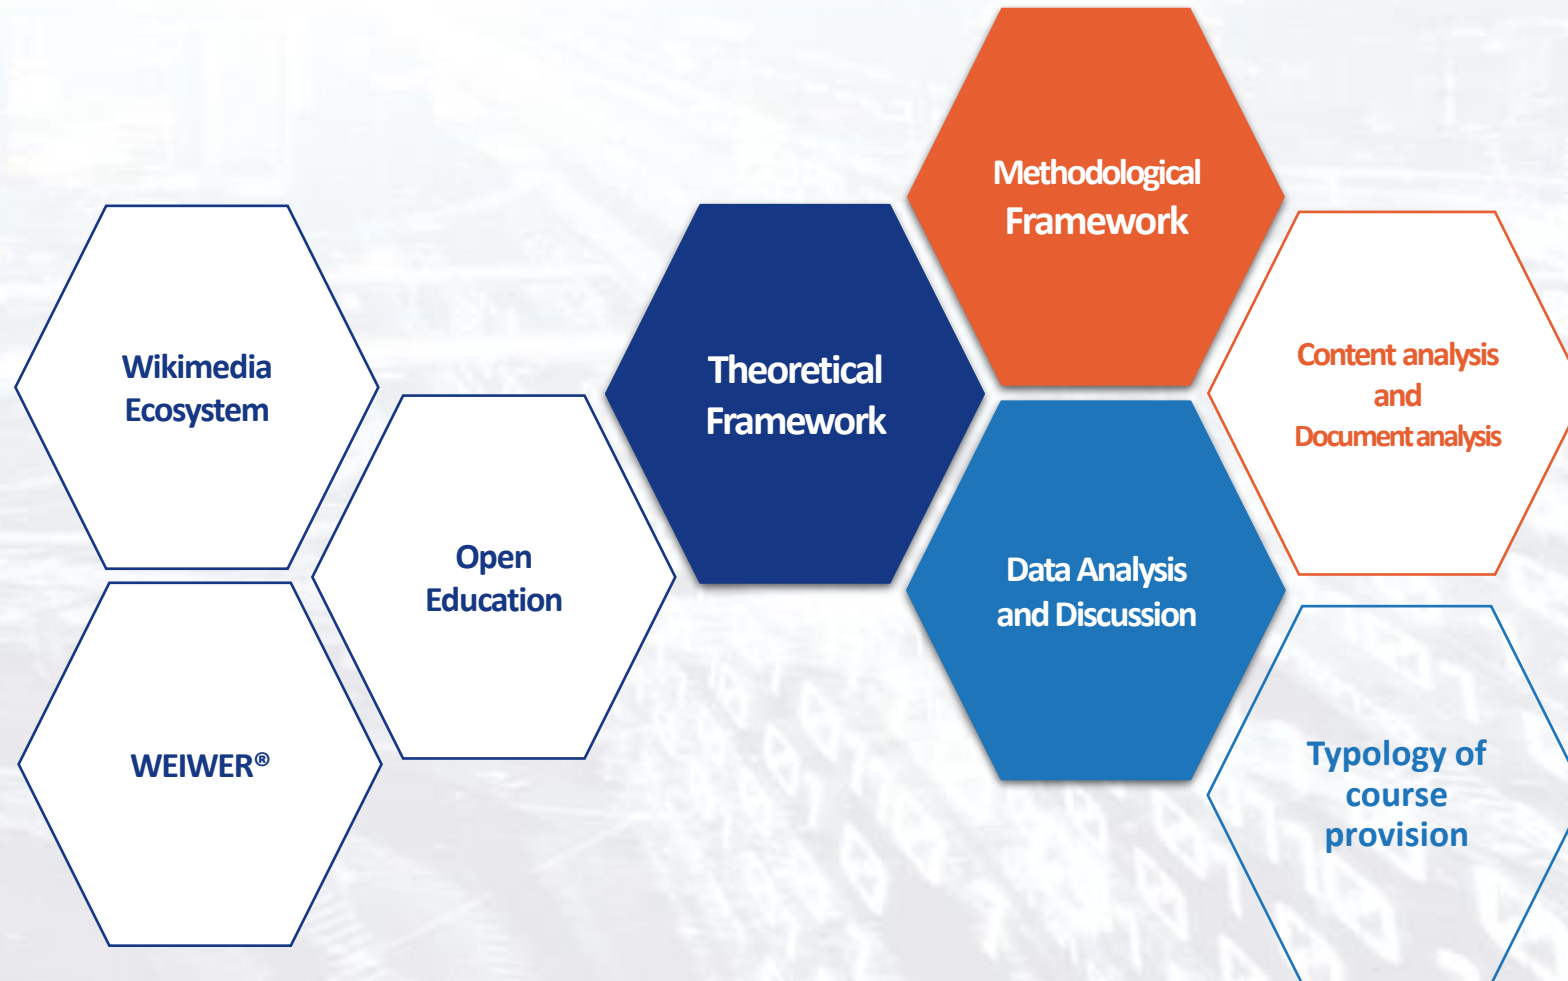 Wikimedia
Ecosystem
Open
Education
WEIWER®
Theoretical
Framework
Methodological
Framework
Content analysis
and
Document analysis
Data Analysis
and Discussion
Typology of
course
provision